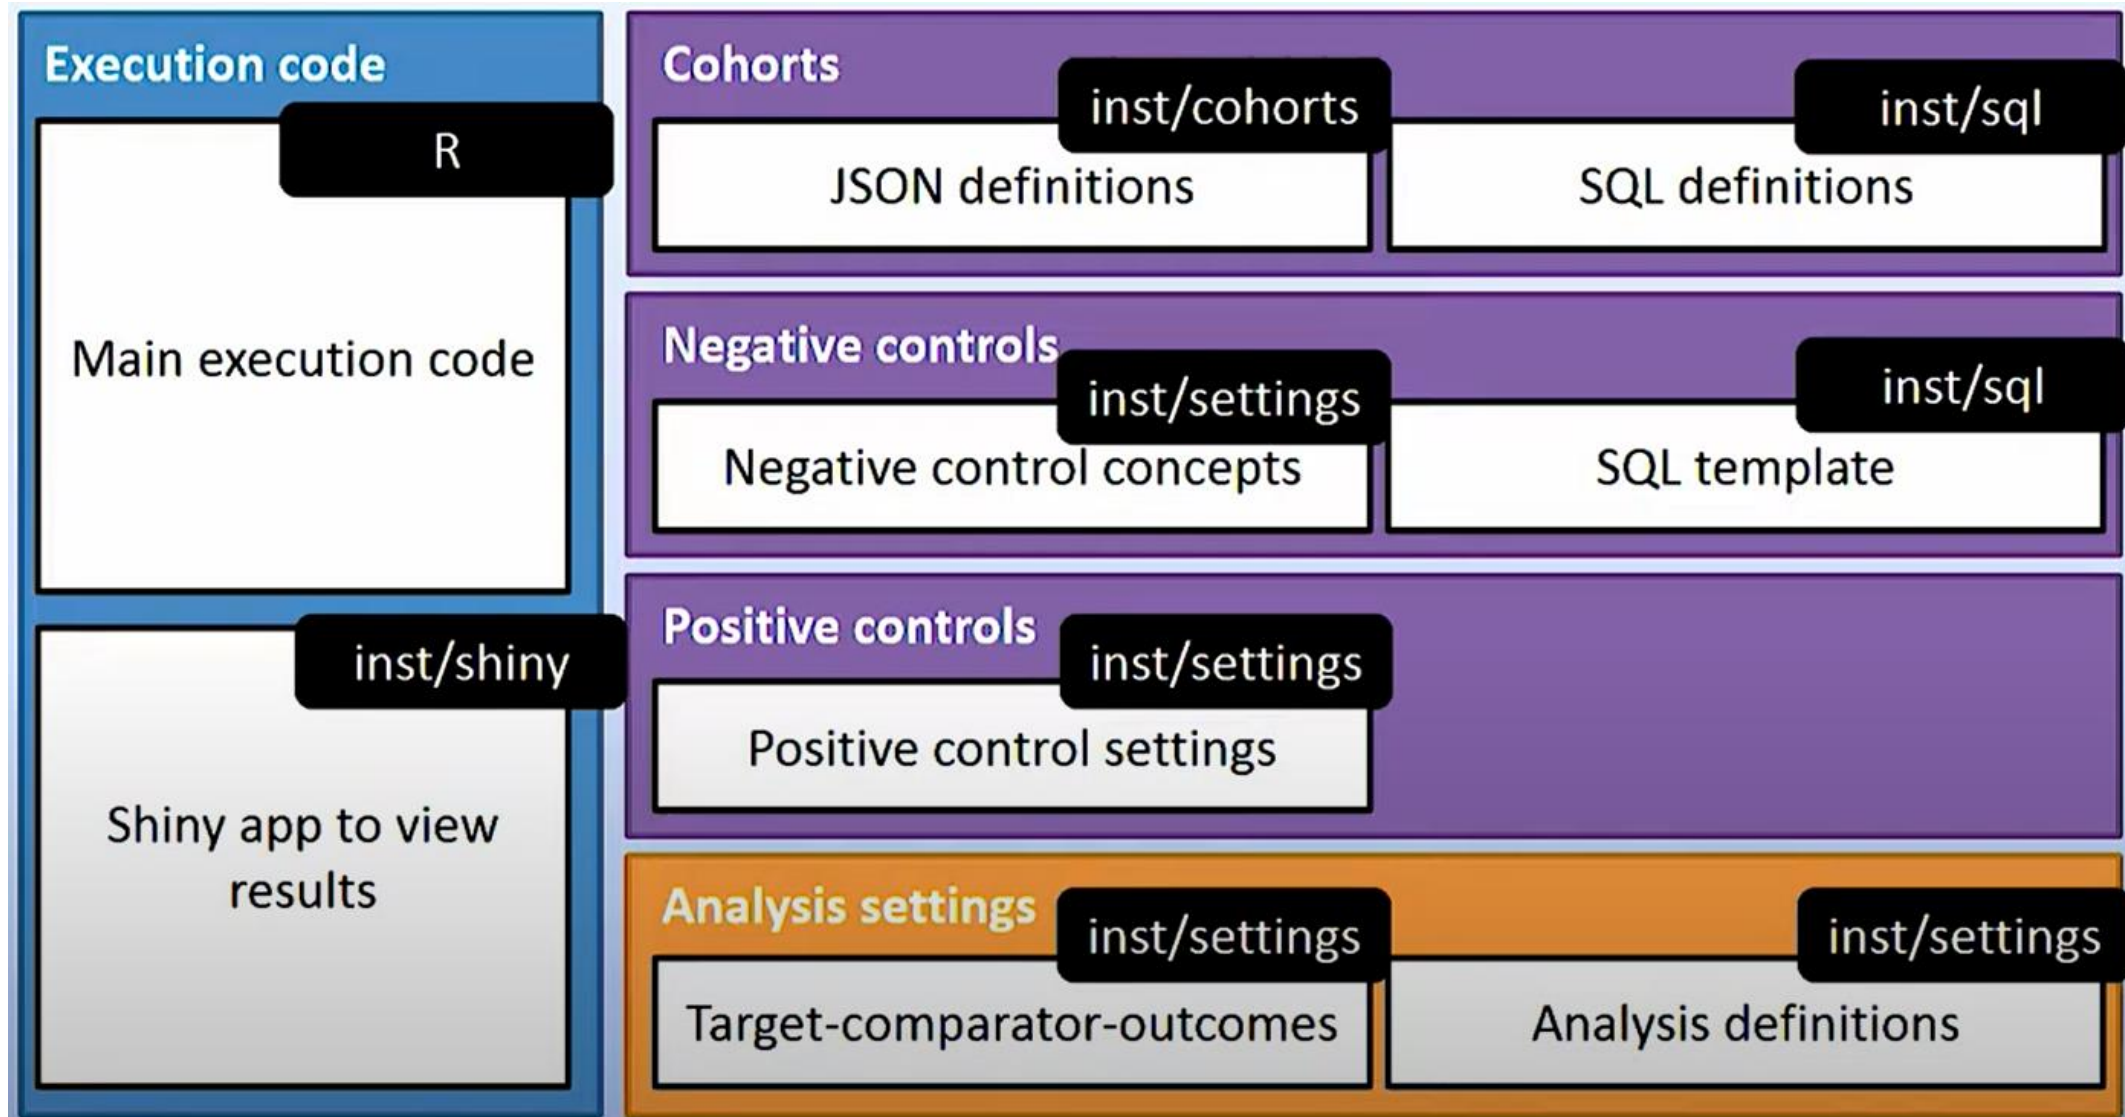 Execution code
R
Main execution code
inst/shiny
Shiny app to view
results
Cohorts
inst/cohorts
JSON definitions
inst/sql
SQL definitions
Negative controls
inst/settings
Negative control concepts
inst/sql
SQL template
Positive controls
inst/settings
Positive control settings
Analysis settings
inst/settings
Target-comparator-outcomes
inst/settings
Analysis definitions